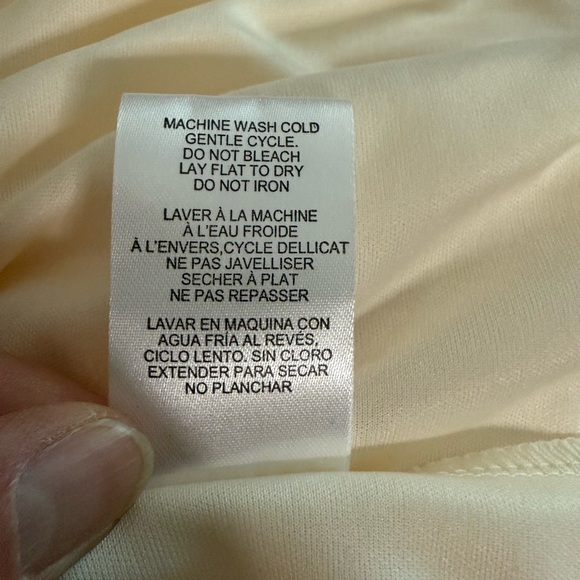 MACHINE WASH COLD
GENTLE CYCLE.
DO NOT BLEACH
LAY FLAT TO DRY
DO NOT IRON
LAVER À LA MACHINE
À L'EAU FROIDE
À L'ENVERS,CYCLE DELLICAT
NE PAS JAVELLISER
SECHER À PLAT
NE PAS REPASSER
LAVAR EN MAQUINA CON
AGUA FRÍA AL REVÉS,
CICLO LENTO. SIN CLORO
EXTENDER PARA SECAR
NO PLANCHAR